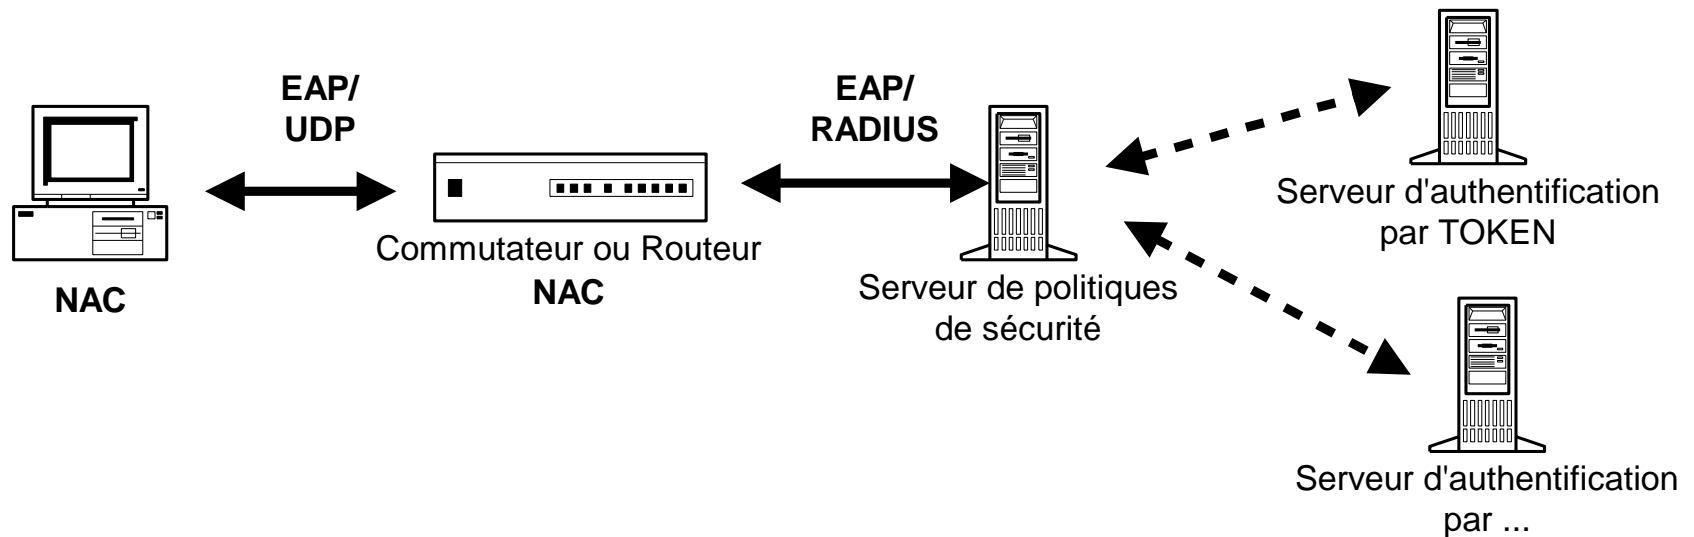 EAP/
UDP
EAP/
RADIUS
NAC
Commutateur ou Routeur
NAC
Serveur de politiques
de sécurité
Serveur d'authentification
par TOKEN
Serveur d'authentification
par ...